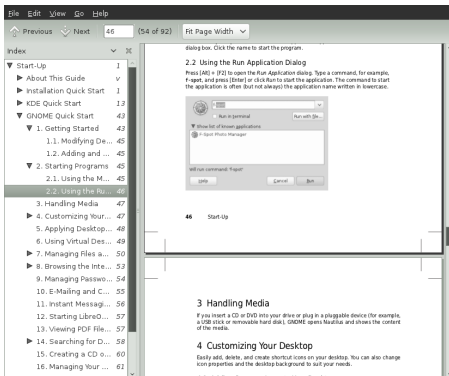 File Edit View Go Help
Previous Next 46 (54 of 92) Fit Page Width
Index
Start-Up 1
About This Guide v
Installation Quick Start 1
KDE Quick Start 13
GNOME Quick Start 43
1. Getting Started 43
1.1. Modifying De... 45
1.2. Adding and ... 45
2. Starting Programs 45
2.1. Using the M... 45
2.2. Using the Ru... 46
3. Handling Media 47
4. Customizing Your... 47
5. Applying Desktop... 48
6. Using Virtual Des... 49
7. Managing Files a... 50
8. Browsing the Inte... 53
9. Managing Passwo... 54
10. E-Mailing and C... 55
11. Instant Messagi... 56
12. Starting LibreO... 57
13. Viewing PDF File... 57
14. Searching for D... 58
15. Creating a CD o... 60
16. Managing Your ... 61
dialog box. Click the name to start the program.
2.2 Using the Run Application Dialog
Press [Alt] + [F2] to open the Run Application dialog. Type a command, for example,
f-spot, and press [Enter] or click Run to start the application. The command to start
the application is often (but not always) the application name written in lowercase.
Run in terminal Run with file...
Show list of known applications
F-Spot Photo Manager
Will run command: 'f-spot'
Help Cancel Run
46 Start-Up
3 Handling Media
If you insert a CD or DVD into your drive or plug in a pluggable device (for example,
a USB stick or removable hard disk), GNOME opens Nautilus and shows the content
of the media.
4 Customizing Your Desktop
Easily add, delete, and create shortcut icons on your desktop. You can also change
icon properties and the desktop background to suit your needs.